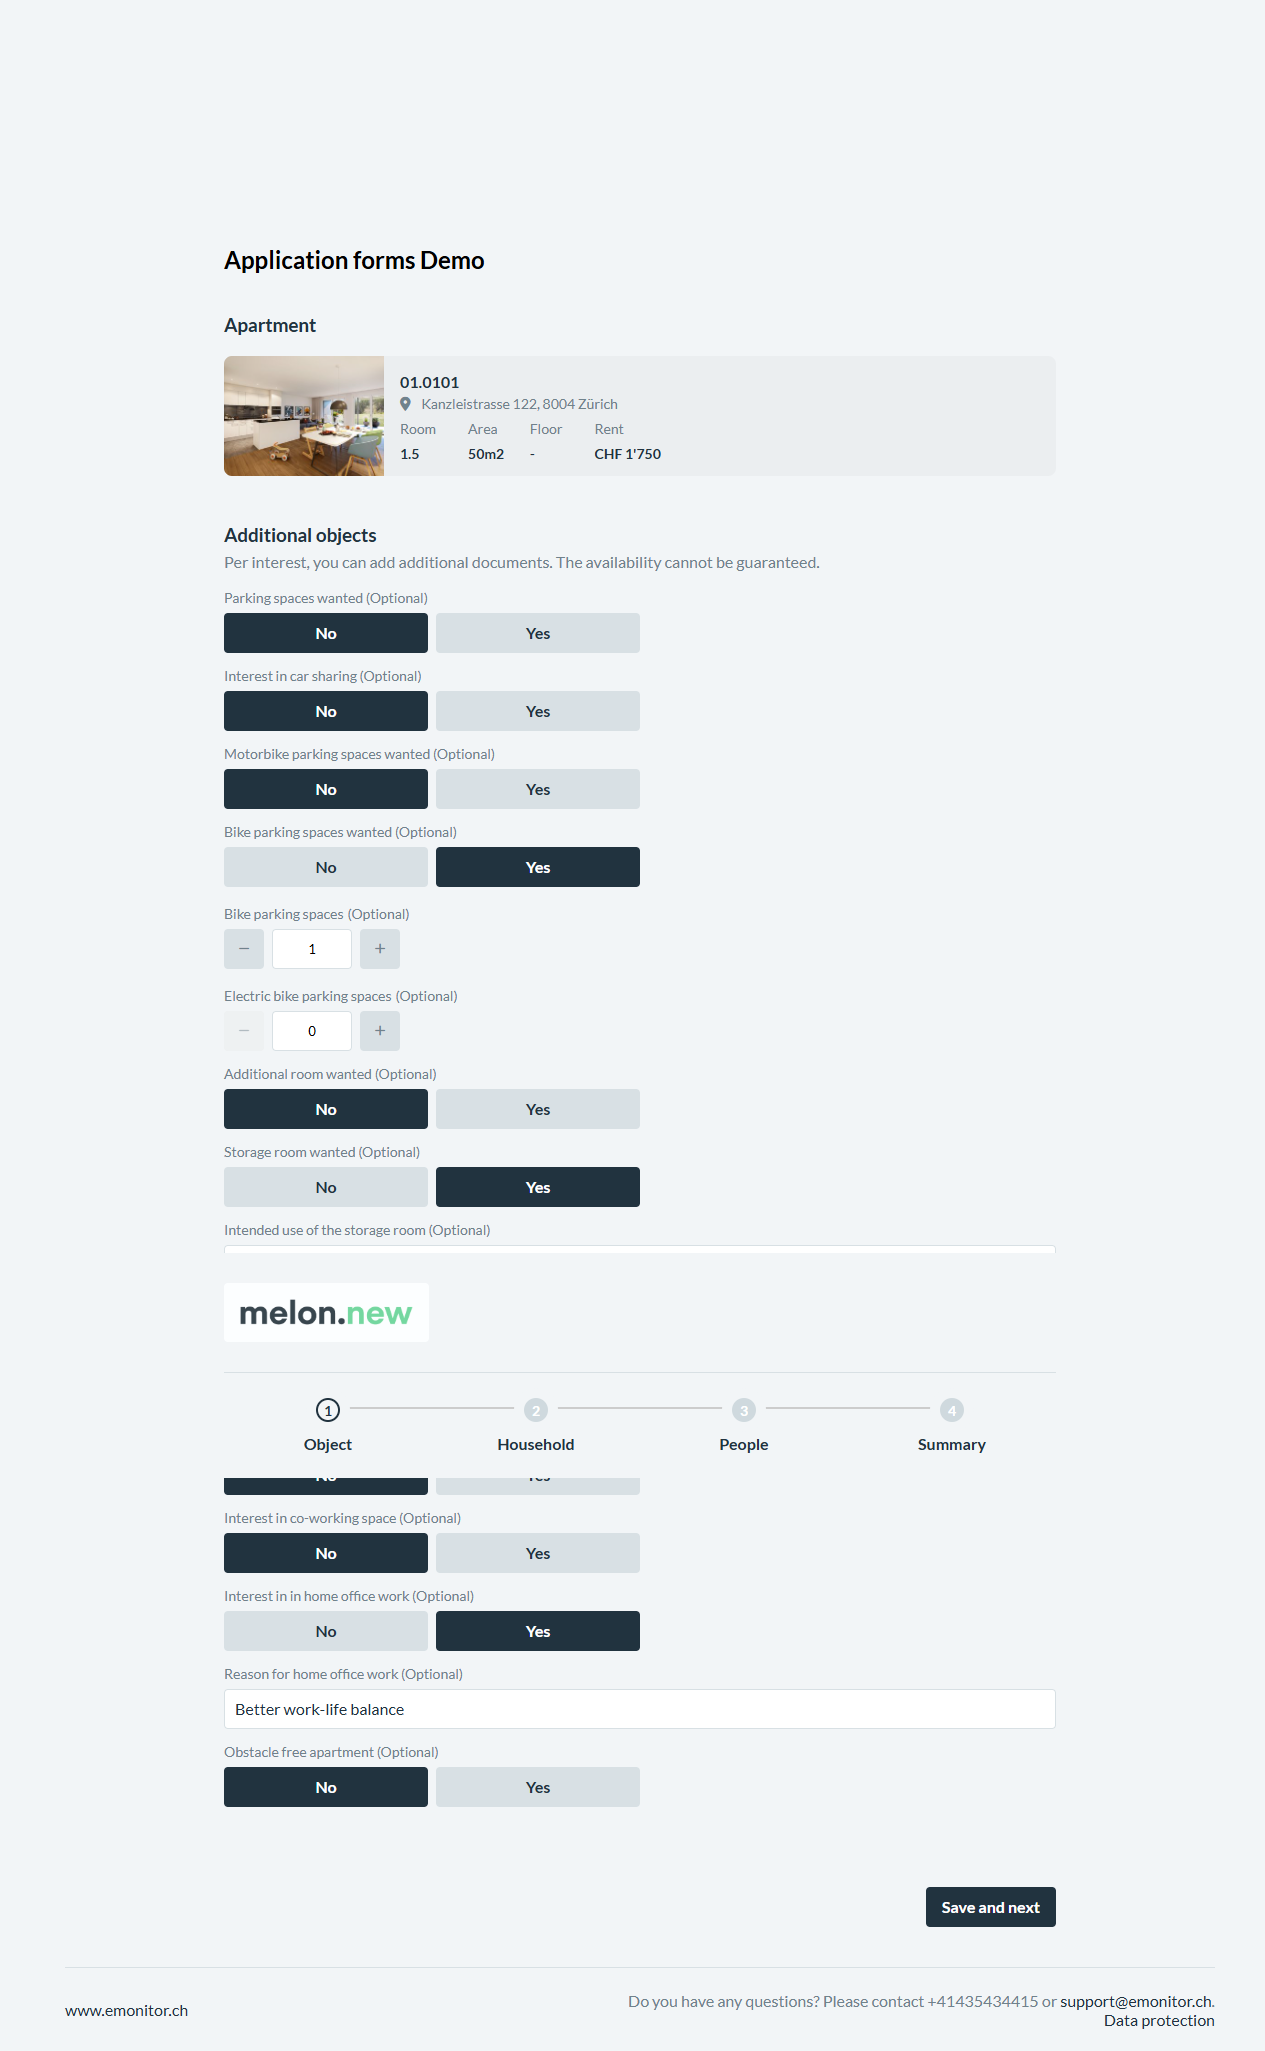 Application forms Demo
Apartment
01.0101
Kanzleistrasse 122, 8004 Zürich
Room Area Floor Rent
1.5 50m2 - CHF 1'750
Additional objects
Per interest, you can add additional documents. The availability cannot be guaranteed.
Parking spaces wanted (Optional)
No Yes
Interest in car sharing (Optional)
No Yes
Motorbike parking spaces wanted (Optional)
No Yes
Bike parking spaces wanted (Optional)
No Yes
Bike parking spaces (Optional)
− 1 +
Electric bike parking spaces (Optional)
− 0 +
Additional room wanted (Optional)
No Yes
Storage room wanted (Optional)
No Yes
Intended use of the storage room (Optional)
melon.new
1 2 3 4
Object Household People Summary
No Yes
Interest in co-working space (Optional)
No Yes
Interest in in home office work (Optional)
No Yes
Reason for home office work (Optional)
Better work-life balance
Obstacle free apartment (Optional)
No Yes
Save and next
www.emonitor.ch
Do you have any questions? Please contact +41435434415 or support@emonitor.ch.
Data protection